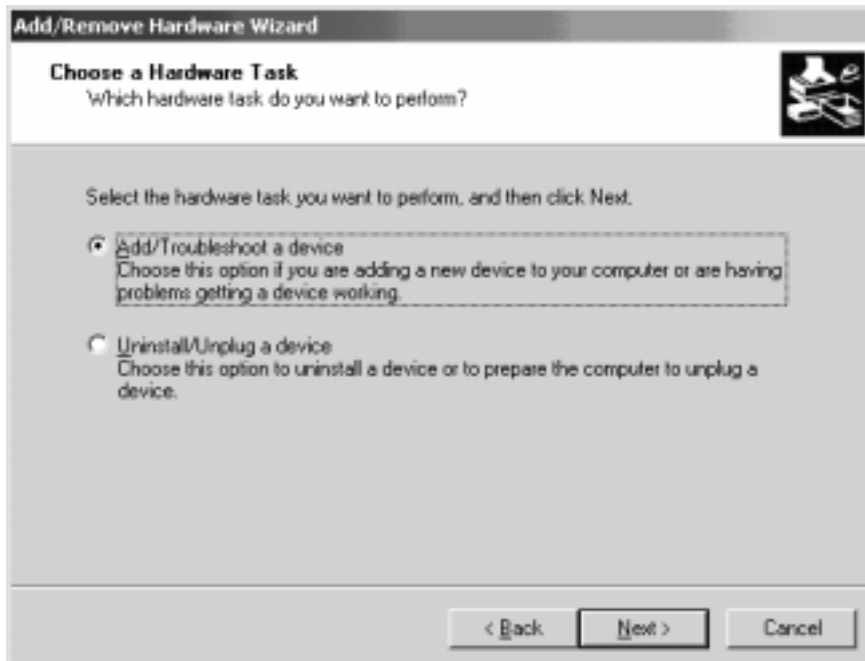 Add/Remove Hardware Wizard
Choose a Hardware Task
Which hardware task do you want to perform?
Select the hardware task you want to perform, and then click Next.
Add/Troubleshoot a device
Choose this option if you are adding a new device to your computer or are having
problems getting a device working.
Uninstall/Unplug a device
Choose this option to uninstall a device or to prepare the computer to unplug a
device.
< Back
Next >
Cancel